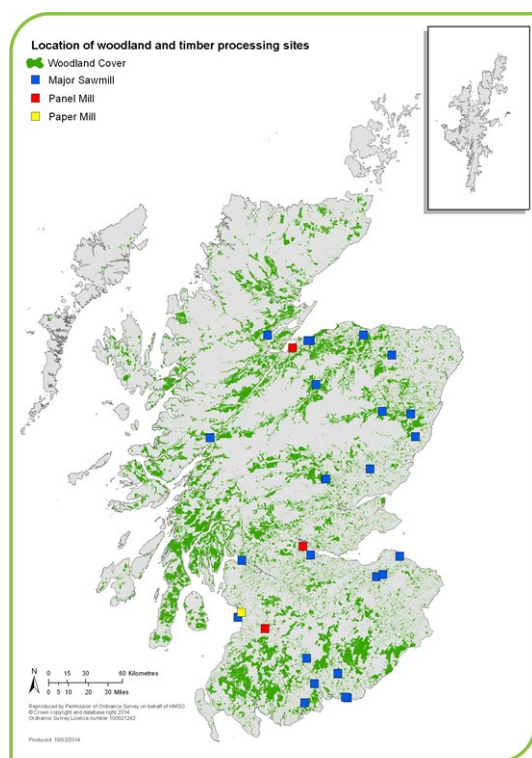 Location of woodland and timber processing sites
Woodland Cover
Major Sawmill
Panel Mill
Paper Mill
N
0 15 30 60 Kilometres
0 5 10 20 30 Miles
Reproduced by Permission of Ordnance Survey on behalf of HMSO
© Crown copyright and database right 2014
Ordnance Survey Licence number 100021242
Produced: 19/02/2014